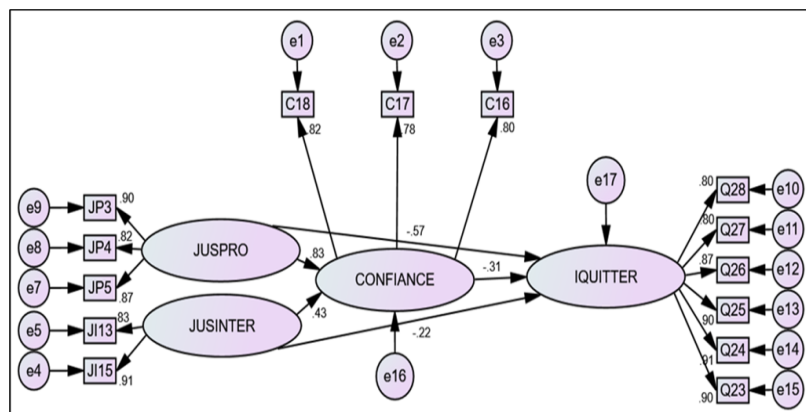 e1
e2
e3
C18
C17
C16
.82
.78
.80
e17
e9
JP3
.90
e8
JP4
.82
e7
JP5
.87
e5
JI13
.83
e4
JI15
.91
JUSPRO
JUSINTER
-.57
.83
.43
CONFIANCE
-.31
-.22
e16
IQUITTER
.80
Q28
e10
.80
Q27
e11
.87
Q26
e12
.90
Q25
e13
.91
Q24
e14
.90
Q23
e15